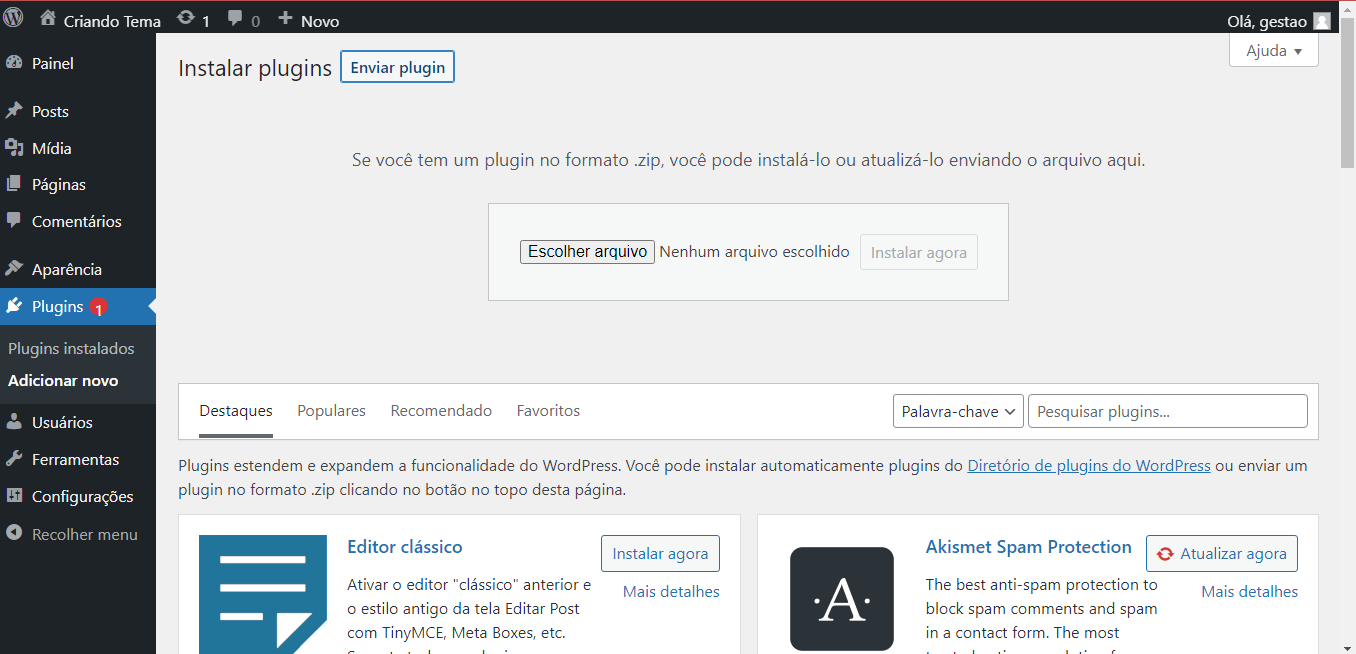 Criando Tema 1 0 Novo Olá, gestao
Ajuda
Painel
Posts
Mídia
Páginas
Comentários
Aparência
Plugins 1
Plugins instalados
Adicionar novo
Usuários
Ferramentas
Configurações
Recolher menu
Instalar plugins Enviar plugin
Se você tem um plugin no formato .zip, você pode instalá-lo ou atualizá-lo enviando o arquivo aqui.
Escolher arquivo Nenhum arquivo escolhido Instalar agora
Destaques Populares Recomendado Favoritos Palavra-chave Pesquisar plugins...
Plugins estendem e expandem a funcionalidade do WordPress. Você pode instalar automaticamente plugins do Diretório de plugins do WordPress ou enviar um
plugin no formato .zip clicando no botão no topo desta página.
Editor clássico
Instalar agora
Mais detalhes
Ativar o editor "clássico" anterior e
o estilo antigo da tela Editar Post
com TinyMCE, Meta Boxes, etc.
·A·
Akismet Spam Protection
Atualizar agora
Mais detalhes
The best anti-spam protection to
block spam comments and spam
in a contact form. The most